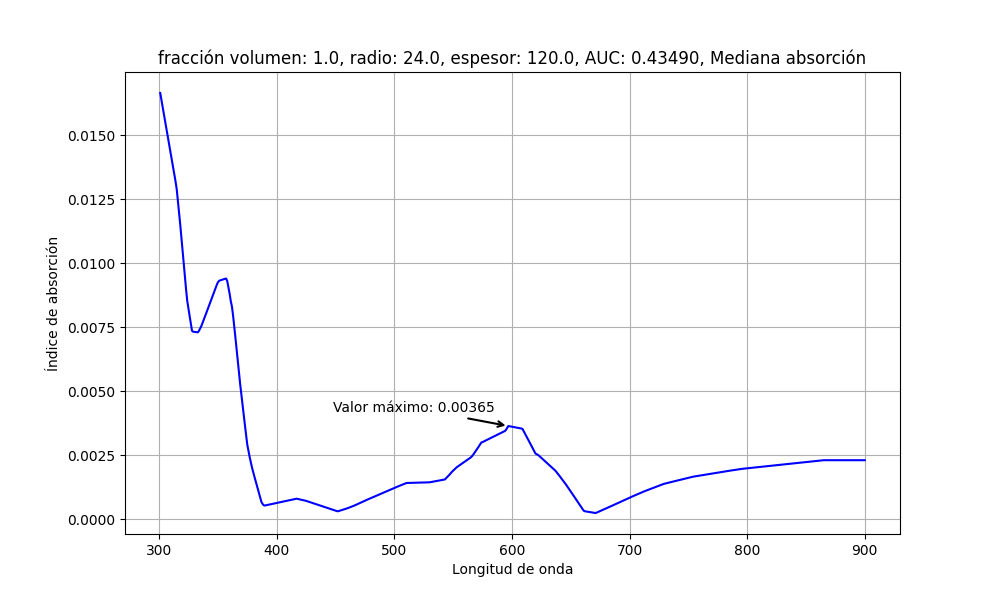 fracción volumen: 1.0, radio: 24.0, espesor: 120.0, AUC: 0.43490, Mediana absorción
0.0150
0.0125
0.0100
0.0075
0.0050
0.0025
0.0000
Índice de absorción
Valor máximo: 0.00365
300 400 500 600 700 800 900
Longitud de onda